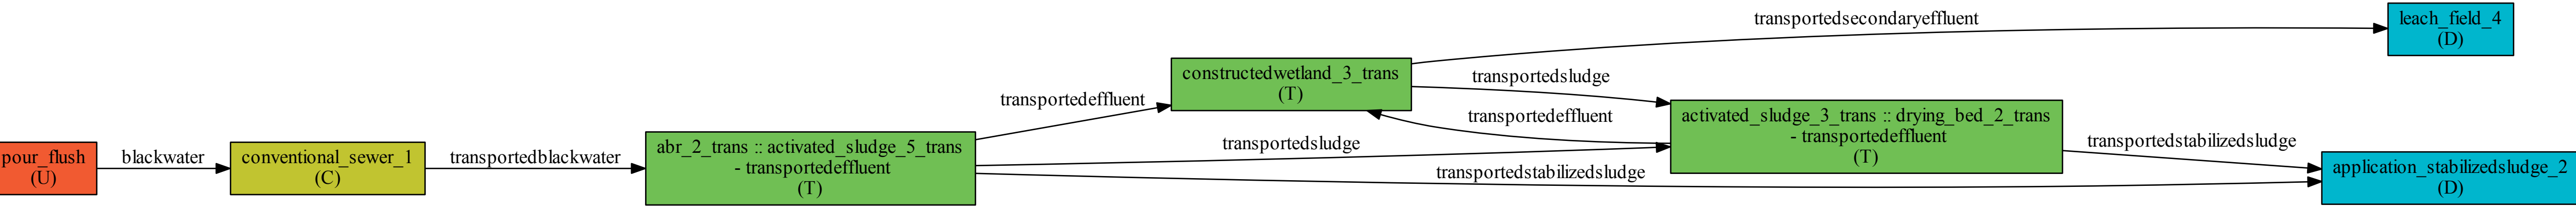 pour_flush
(U)
blackwater
conventional_sewer_1
(C)
transportedblackwater
abr_2_trans :: activated_sludge_5_trans
- transportedeffluent
(T)
transportedeffluent
transportedsludge
transportedstabilizedsludge
constructedwetland_3_trans
(T)
transportedsecondaryeffluent
transportedsludge
transportedeffluent
activated_sludge_3_trans :: drying_bed_2_trans
- transportedeffluent
(T)
transportedstabilizedsludge
leach_field_4
(D)
application_stabilizedsludge_2
(D)